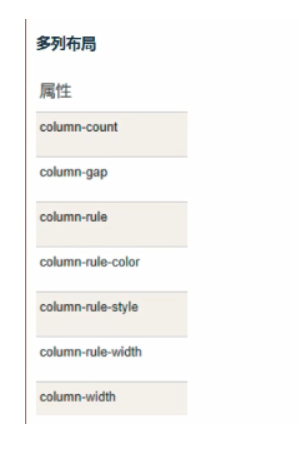 多列布局
属性
column-count
column-gap
column-rule
column-rule-color
column-rule-style
column-rule-width
column-width